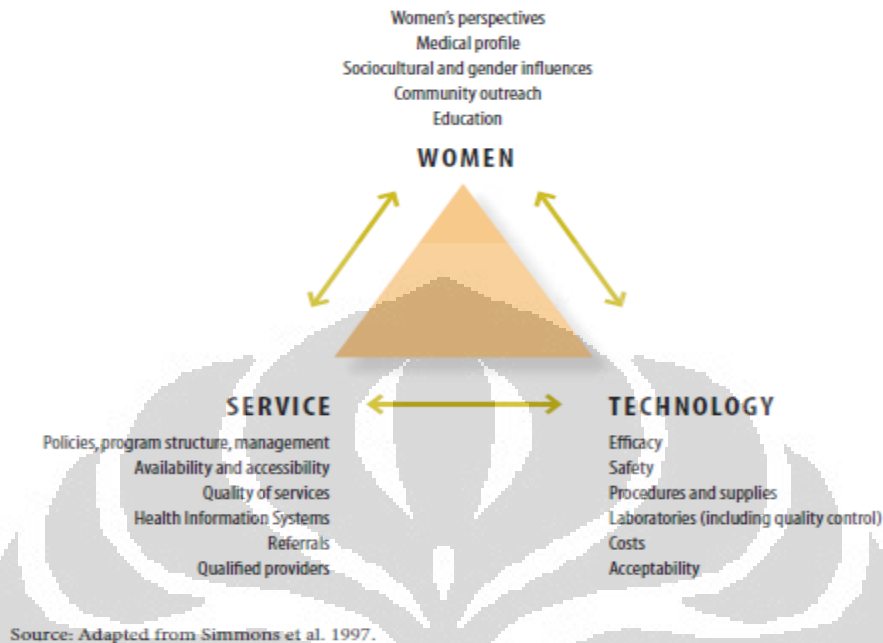 Women's perspectives
Medical profile
Sociocultural and gender influences
Community outreach
Education
WOMEN
SERVICE
Policies, program structure, management
Availability and accessibility
Quality of services
Health Information Systems
Referrals
Qualified providers
TECHNOLOGY
Efficacy
Safety
Procedures and supplies
Laboratories (including quality control)
Costs
Acceptability
Source: Adapted from Simmons et al. 1997.